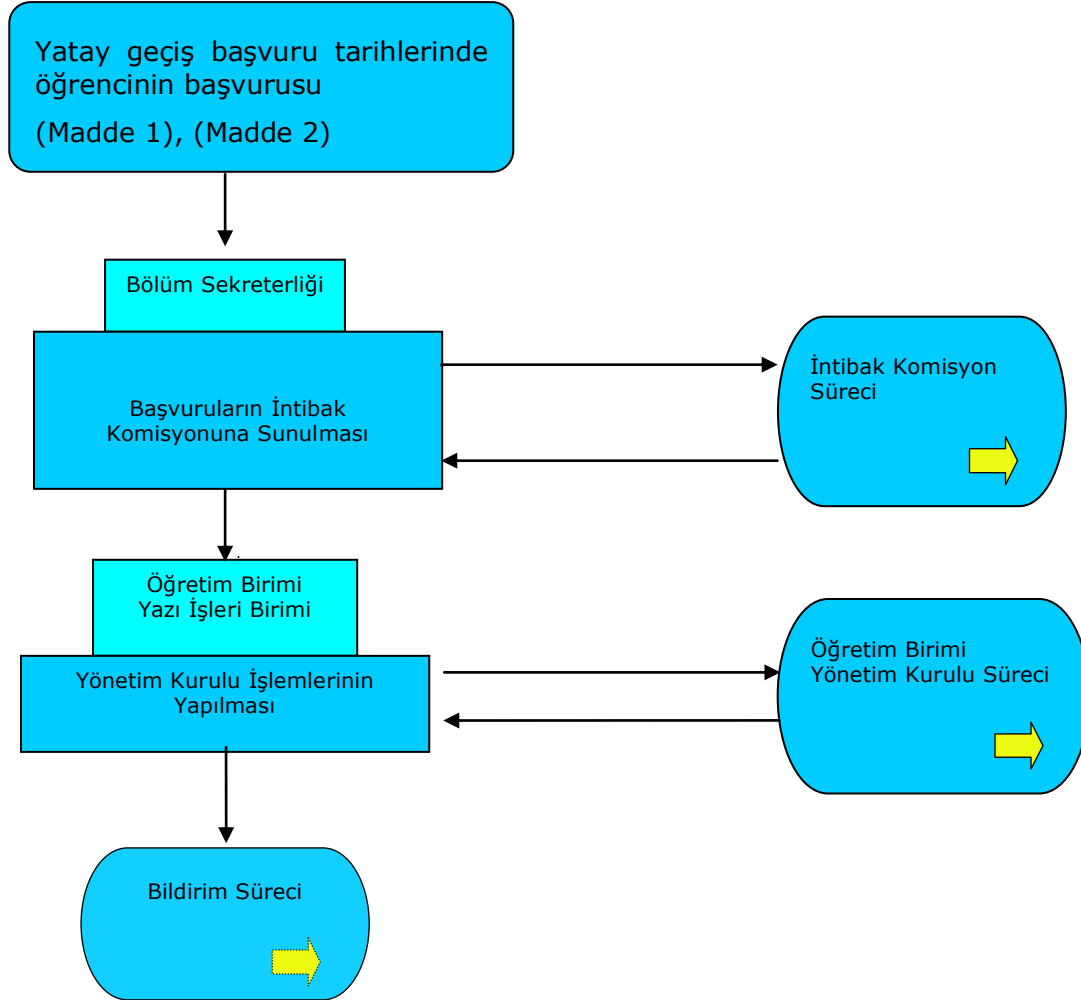 Yatay geçiş başvuru tarihlerinde
öğrencinin başvurusu
(Madde 1), (Madde 2)
Bölüm Sekreterliği
Başvuruların İntibak
Komisyonuna Sunulması
İntibak Komisyon
Süreci
Öğretim Birimi
Yazı İşleri Birimi
Yönetim Kurulu İşlemlerinin
Yapılması
Öğretim Birimi
Yönetim Kurulu Süreci
Bildirim Süreci